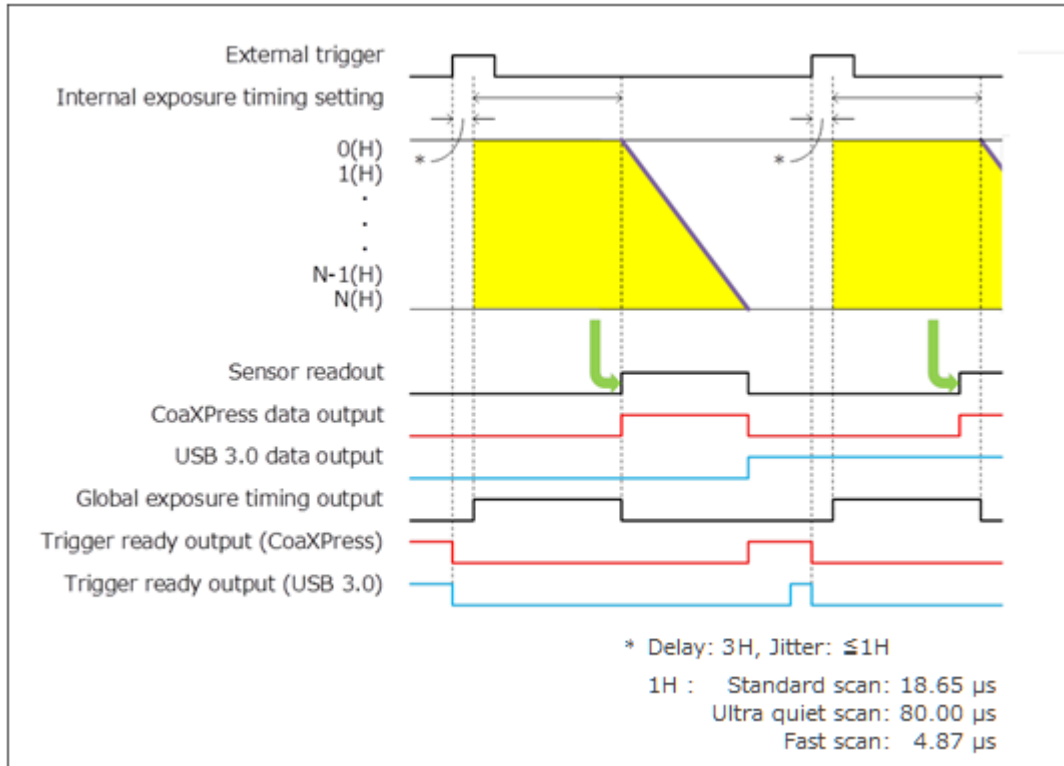 External trigger
Internal exposure timing setting
*
*
0(H)
1(H)
.
.
.
N-1(H)
N(H)
Sensor readout
CoaXPress data output
USB 3.0 data output
Global exposure timing output
Trigger ready output (CoaXPress)
Trigger ready output (USB 3.0)
* Delay: 3H, Jitter: ≦1H
1H : Standard scan: 18.65 µs
Ultra quiet scan: 80.00 µs
Fast scan: 4.87 µs